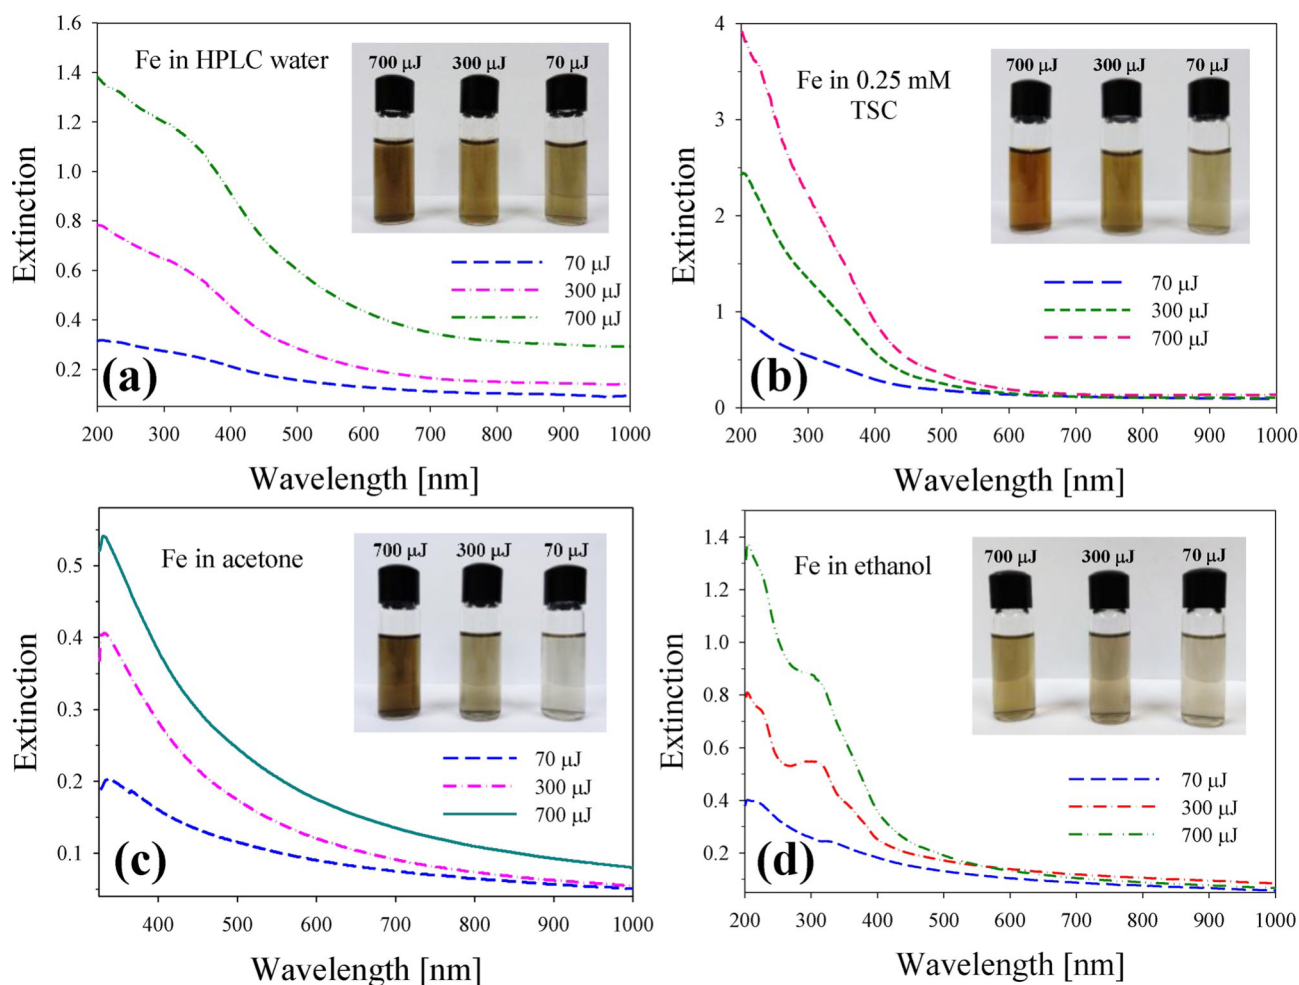 Fe in HPLC water
700 μJ 300 μJ 70 μJ
1.6
1.4
1.2
1.0
0.8
0.6
0.4
0.2
Extinction
70 μJ
300 μJ
700 μJ
(a)
200 300 400 500 600 700 800 900 1000
Wavelength [nm]
Fe in 0.25 mM
TSC
700 μJ 300 μJ 70 μJ
4
3
2
1
0
Extinction
70 μJ
300 μJ
700 μJ
(b)
200 300 400 500 600 700 800 900 1000
Wavelength [nm]
Fe in acetone
700 μJ 300 μJ 70 μJ
0.5
0.4
0.3
0.2
0.1
Extinction
70 μJ
300 μJ
700 μJ
(c)
400 500 600 700 800 900 1000
Wavelength [nm]
Fe in ethanol
700 μJ 300 μJ 70 μJ
1.4
1.2
1.0
0.8
0.6
0.4
0.2
Extinction
70 μJ
300 μJ
700 μJ
(d)
200 300 400 500 600 700 800 900 1000
Wavelength [nm]